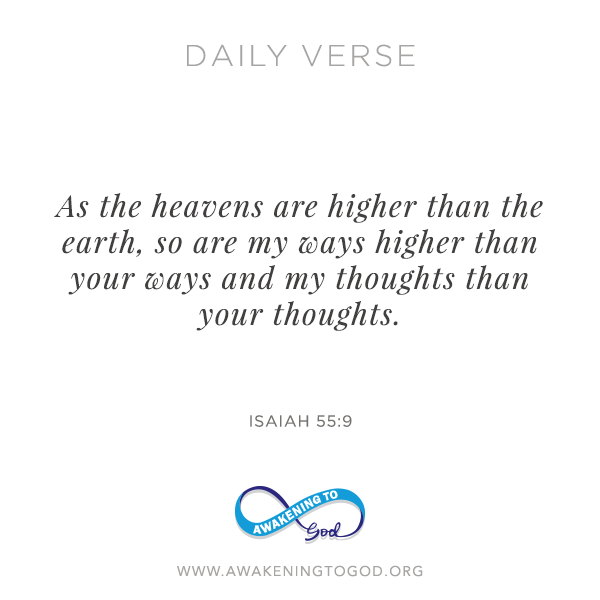 DAILY VERSE
As the heavens are higher than the
earth, so are my ways higher than
your ways and my thoughts than
your thoughts.
ISAIAH 55:9
AWAKENING TO
God
WWW.AWAKENINGTOGOD.ORG